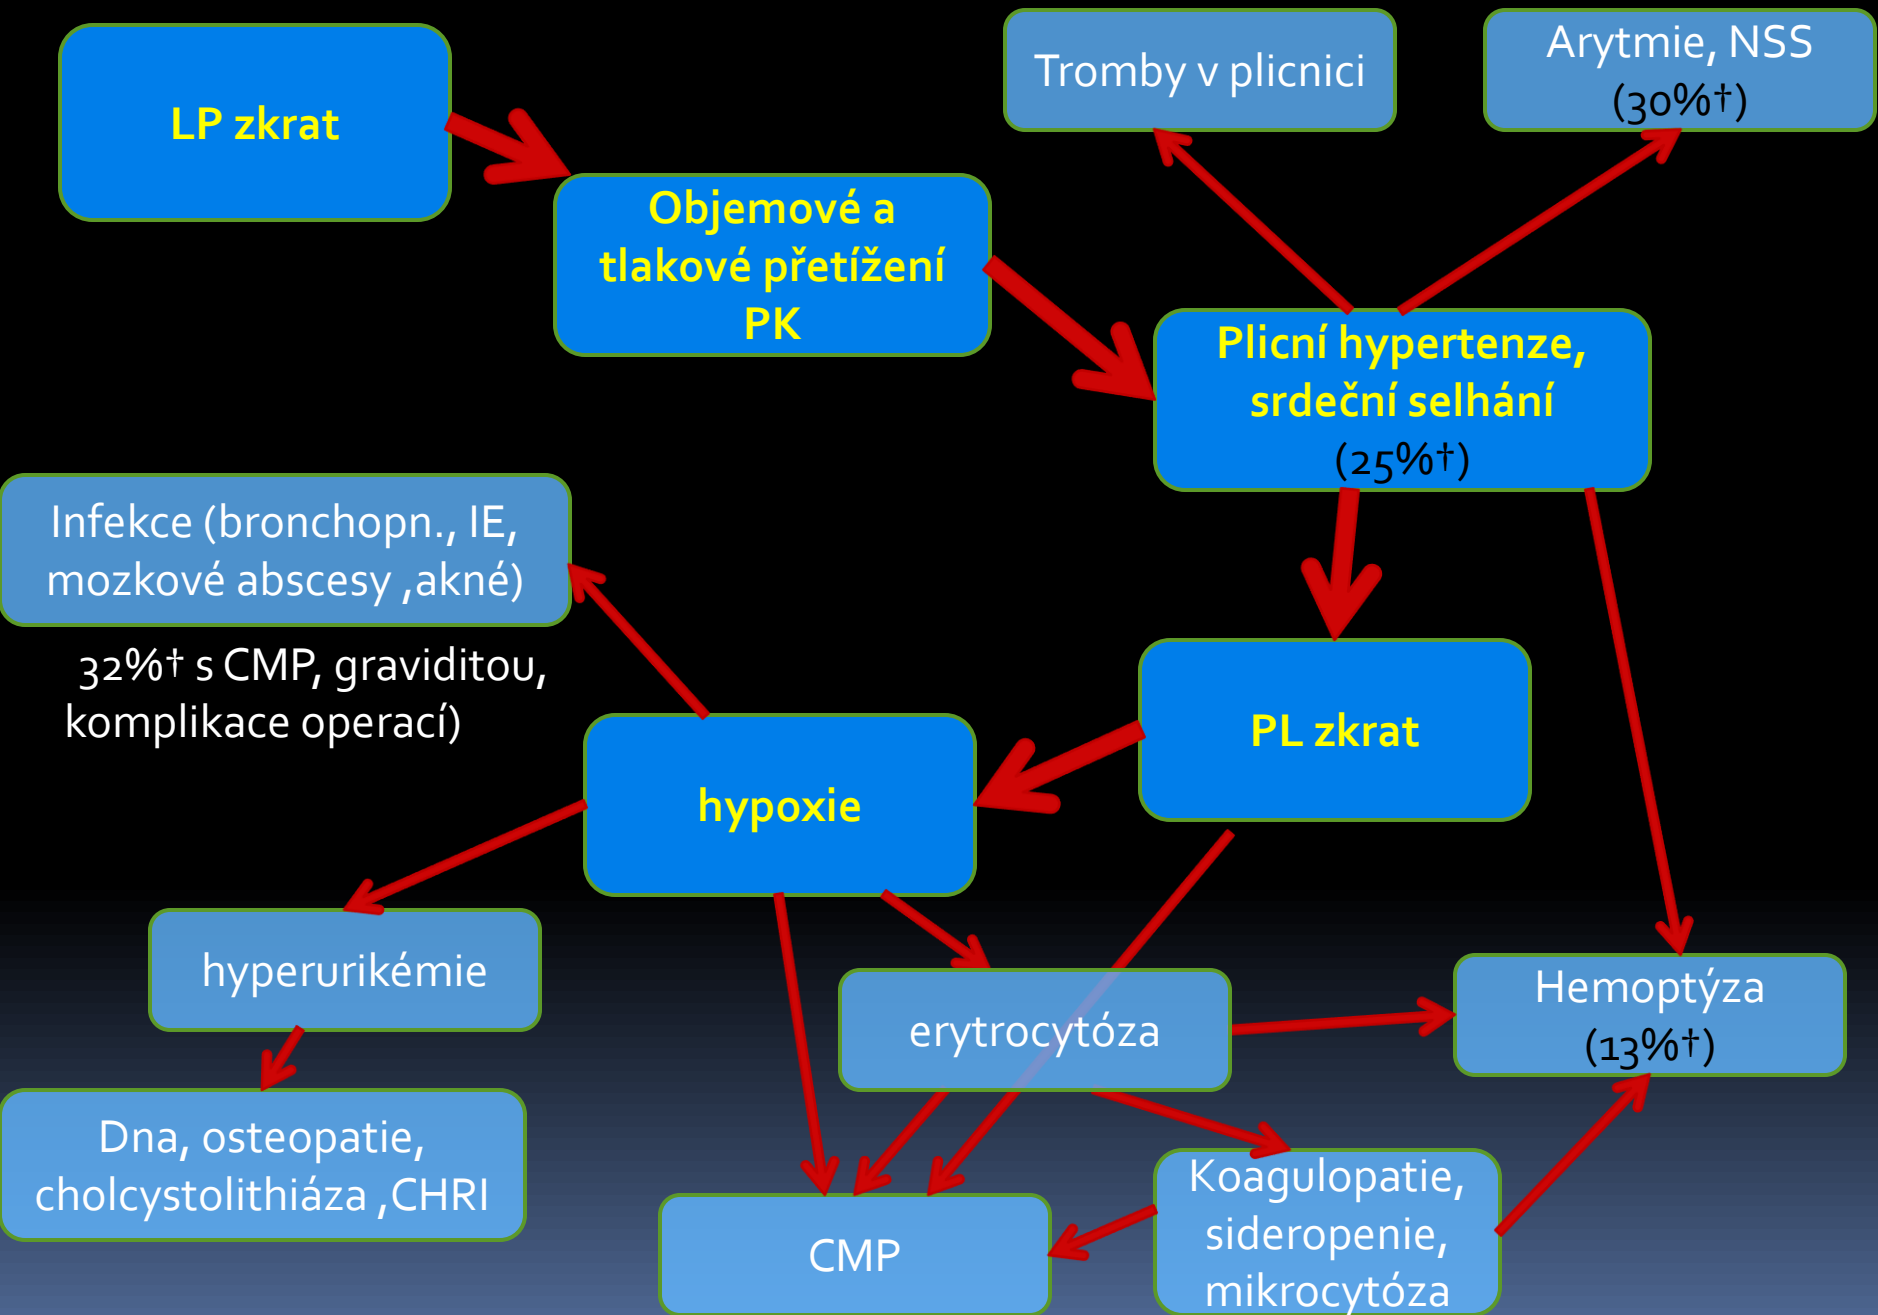 LP zkrat
Tromby v plicnici
Arytmie, NSS
(30%†)
Objemové a
tlakové přetížení
PK
Plicní hypertenze,
srdeční selhání
(25%†)
Infekce (bronchopn., IE,
mozkové abscesy ,akné)
32%† s CMP, graviditou,
komplikace operací)
PL zkrat
hypoxie
hyperurikémie
erytrocytóza
Hemoptýza
(13%†)
Dna, osteopatie,
cholcystolithiáza ,CHRI
CMP
Koagulopatie,
sideropenie,
mikrocytóza